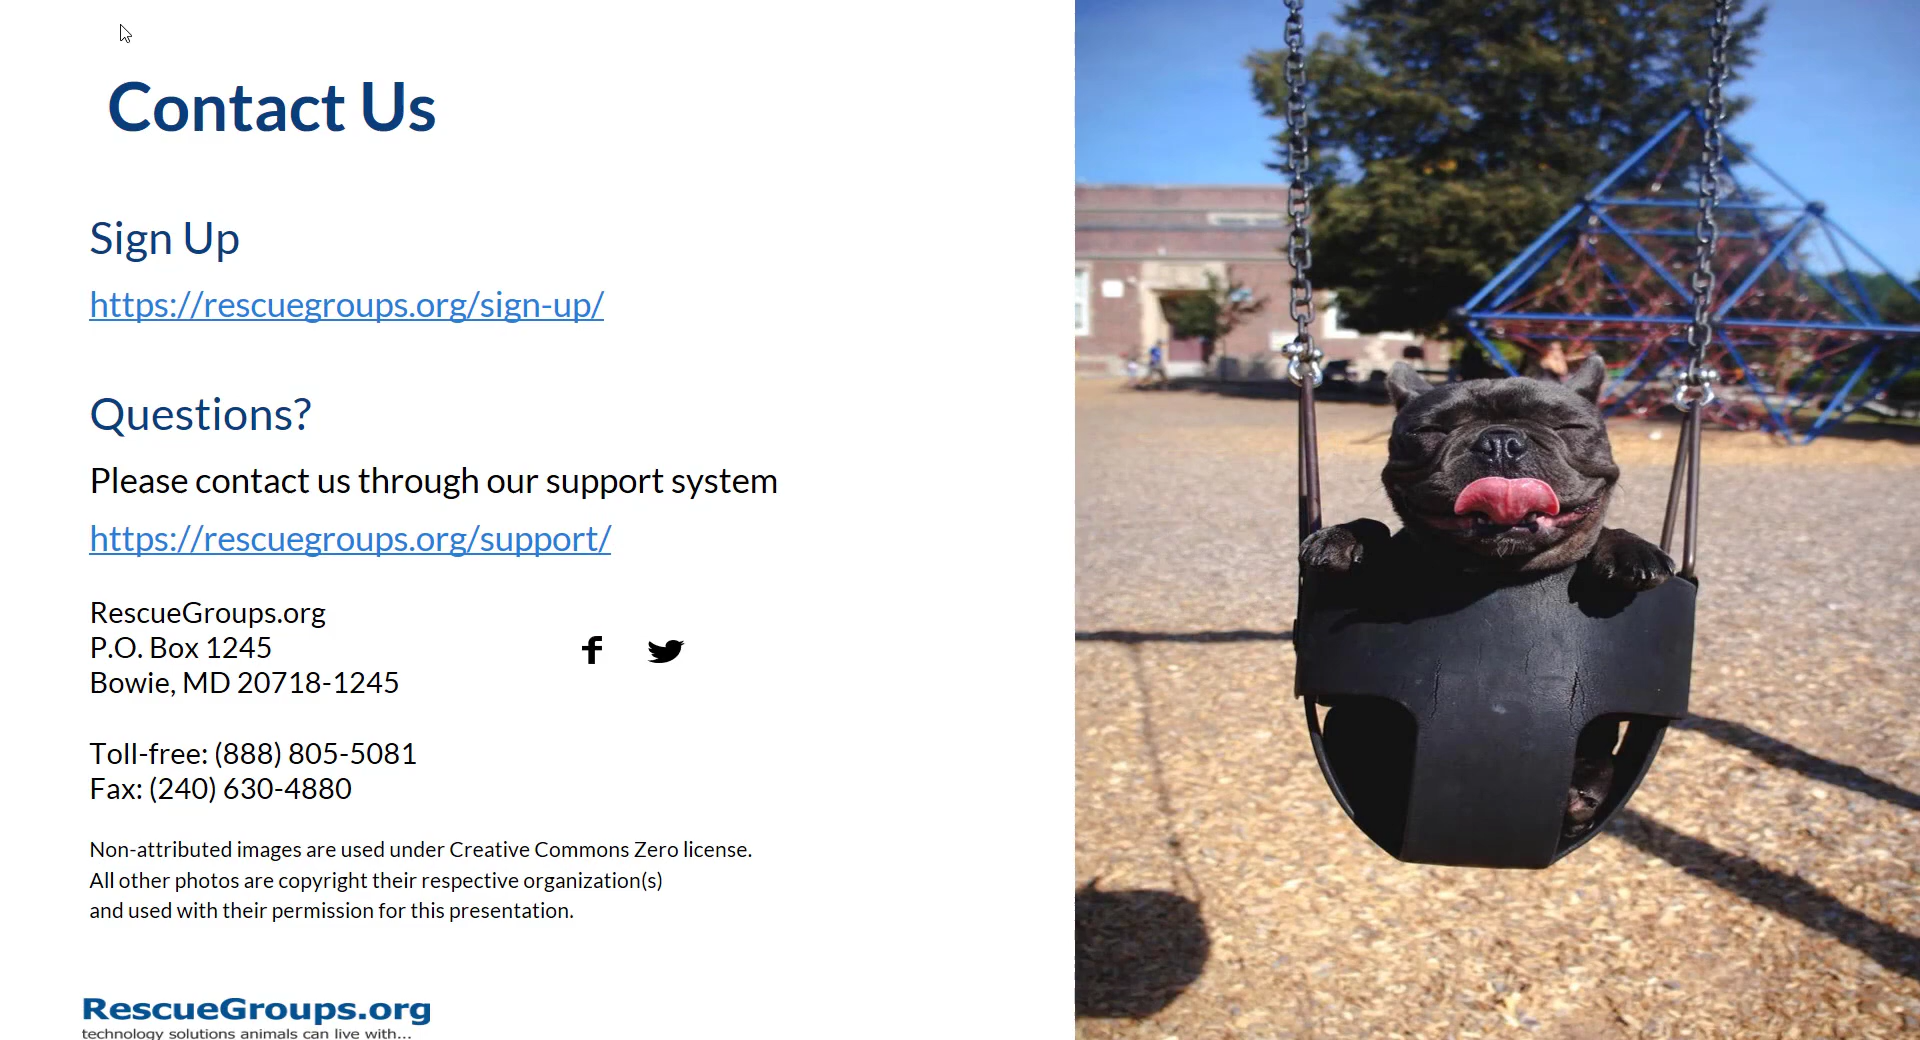 Contact Us
Sign Up
https://rescuegroups.org/sign-up/
Questions?
Please contact us through our support system
https://rescuegroups.org/support/
RescueGroups.org
P.O. Box 1245
Bowie, MD 20718-1245
Toll-free: (888) 805-5081
Fax: (240) 630-4880
Non-attributed images are used under Creative Commons Zero license.
All other photos are copyright their respective organization(s)
and used with their permission for this presentation.
RescueGroups.org
technology solutions animals can live with...